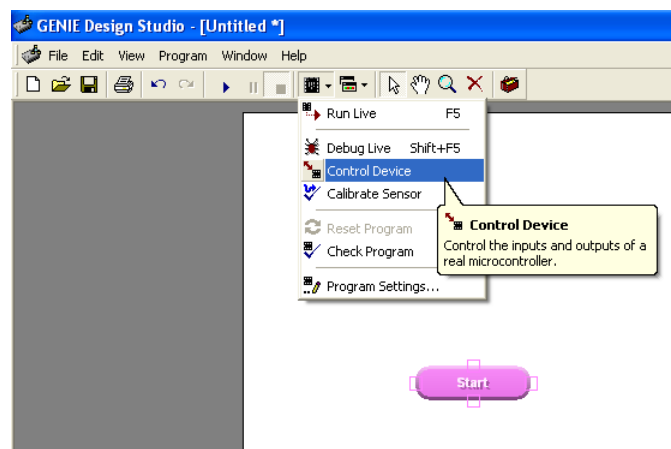 GENIE Design Studio - [Untitled *]
File Edit View Program Window Help
Run Live F5
Debug Live Shift+F5
Control Device
Calibrate Sensor
Reset Program
Check Program
Program Settings...
Control Device
Control the inputs and outputs of a
real microcontroller.
Start